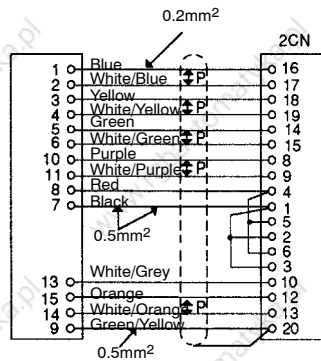 0.2mm²
2CN
1 Blue 16
2 White/Blue P 17
3 Yellow 18
4 White/Yellow P 19
5 Green 14
6 White/Green P 15
10 Purple 8
11 White/Purple P 9
8 Red 4
7 Black 1
5
0.5mm²
2
6
3
13 White/Grey 10
15 Orange 12
14 White/Orange P 13
9 Green/Yellow 20
0.5mm²